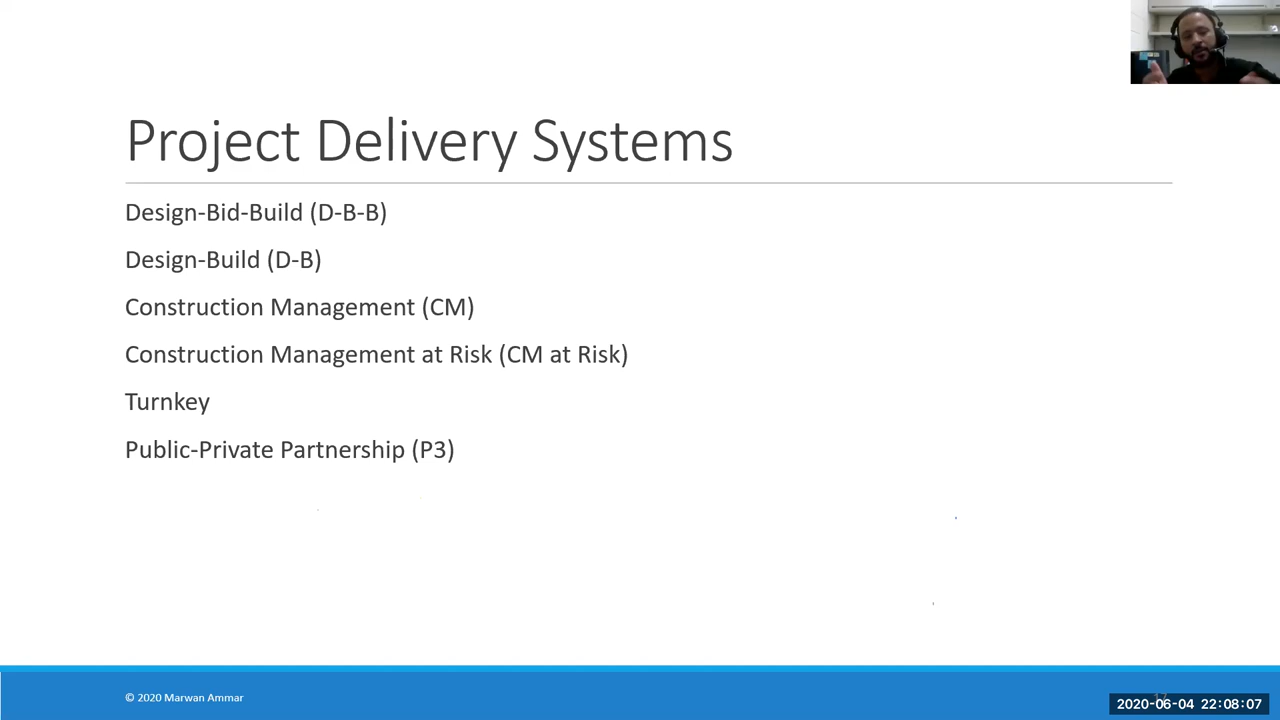 Project Delivery Systems
Design-Bid-Build (D-B-B)
Design-Build (D-B)
Construction Management (CM)
Construction Management at Risk (CM at Risk)
Turnkey
Public-Private Partnership (P3)
© 2020 Marwan Ammar
2020-06-04 22:08:07